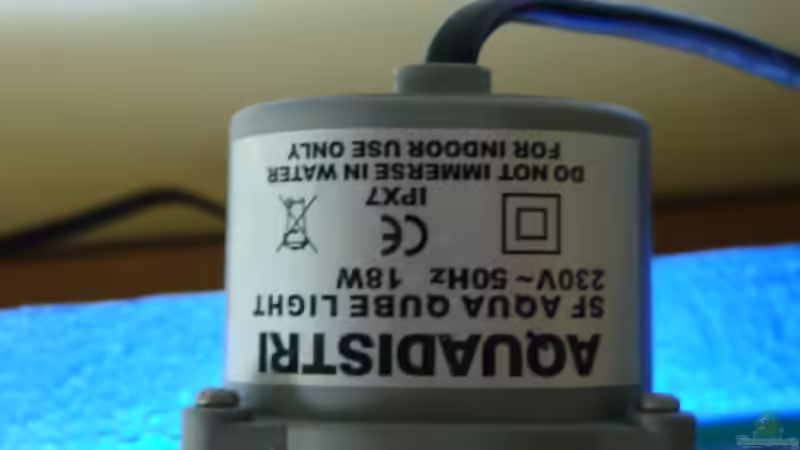 AQUADISTRI
SF AQUA QUBE LIGHT
230V~50Hz 18W
CE
IPX7
DO NOT IMMERSE IN WATER
FOR INDOOR USE ONLY